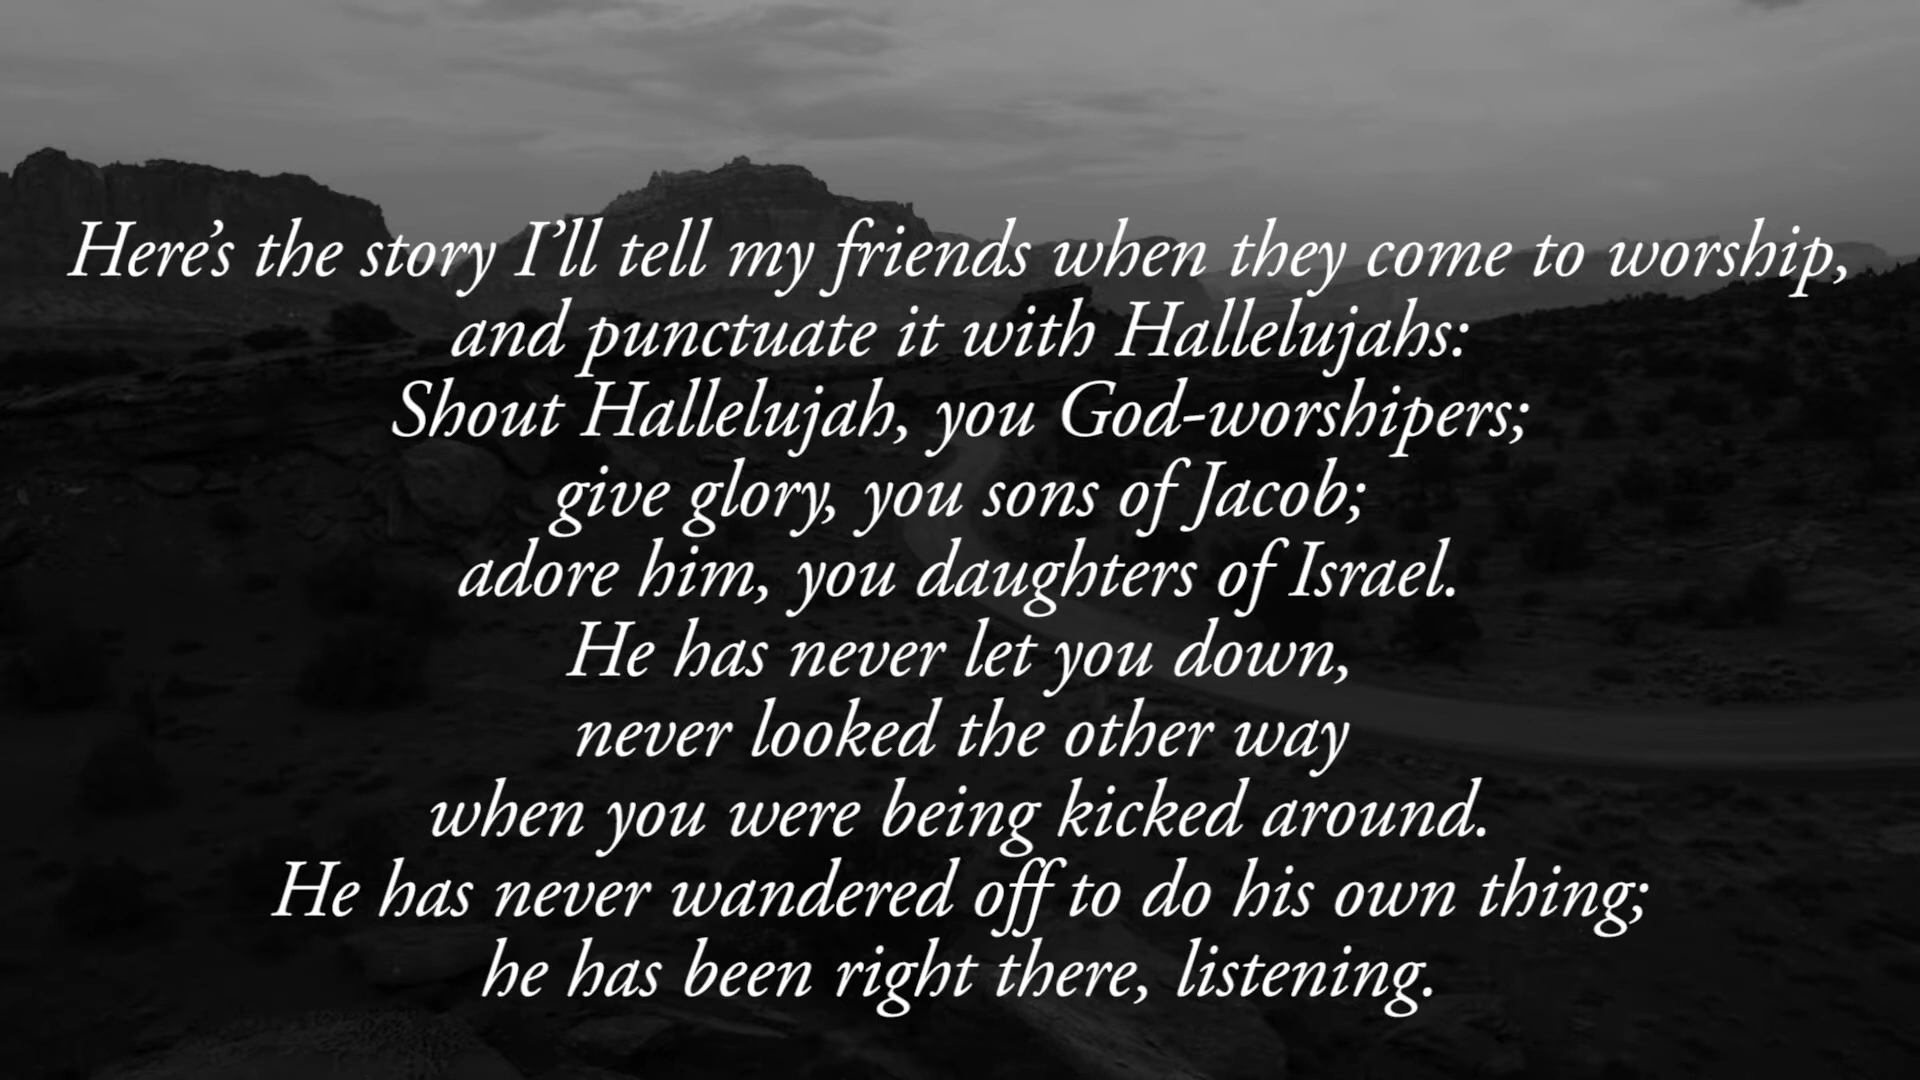 Here’s the story I’ll tell my friends when they come to worship,
and punctuate it with Hallelujahs:
Shout Hallelujah, you God-worshipers;
give glory, you sons of Jacob;
adore him, you daughters of Israel.
He has never let you down,
never looked the other way
when you were being kicked around.
He has never wandered off to do his own thing;
he has been right there, listening.